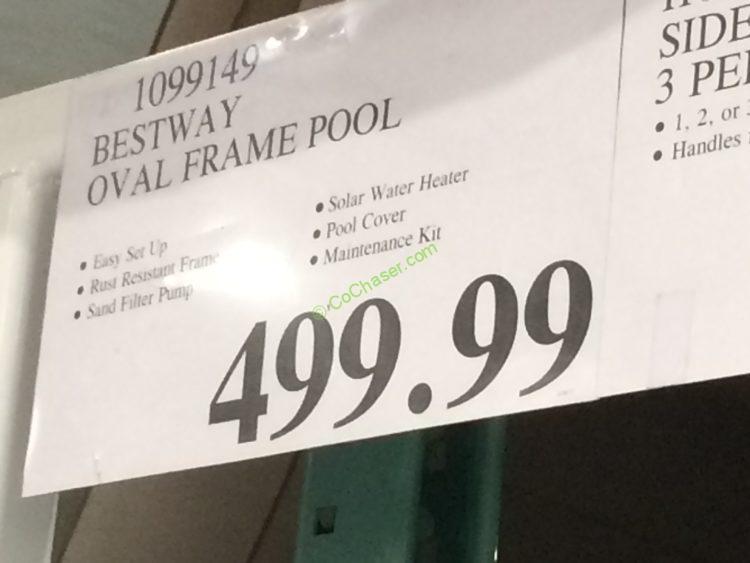 1099149
BESTWAY
OVAL FRAME POOL
• Easy Set Up
• Rust Resistant Frame
• Sand Filter Pump
• Solar Water Heater
• Pool Cover
• Maintenance Kit
CoChaser.com
499.99
SIDE
3 PE
• 1, 2, or
• Handles